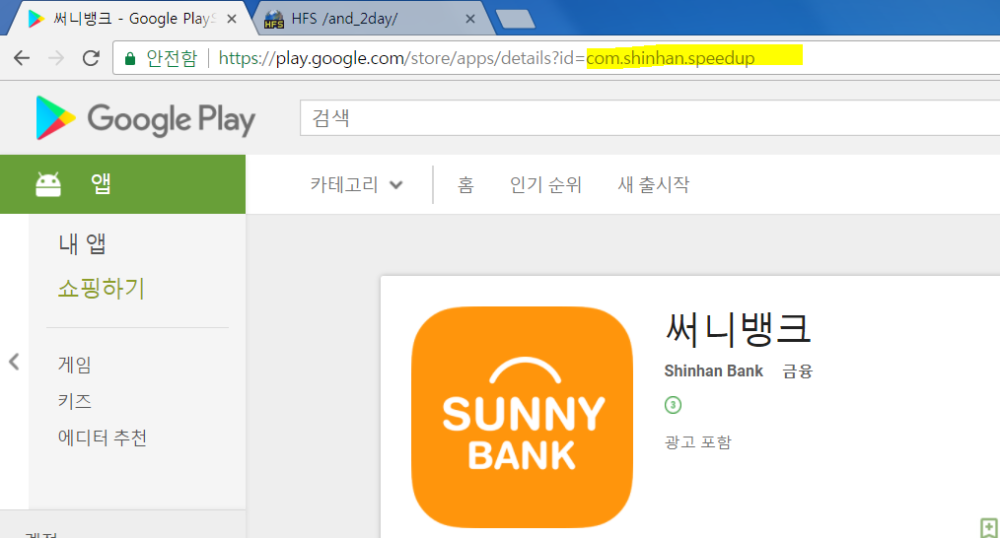 써니뱅크 - Google Play
HFS /and_2day/
안전함
https://play.google.com/store/apps/details?id=com.shinhan.speedup
Google Play
검색
앱
카테고리
홈
인기 순위
새 출시작
내 앱
쇼핑하기
게임
키즈
에디터 추천
SUNNY
BANK
써니뱅크
Shinhan Bank 금융
3
광고 포함